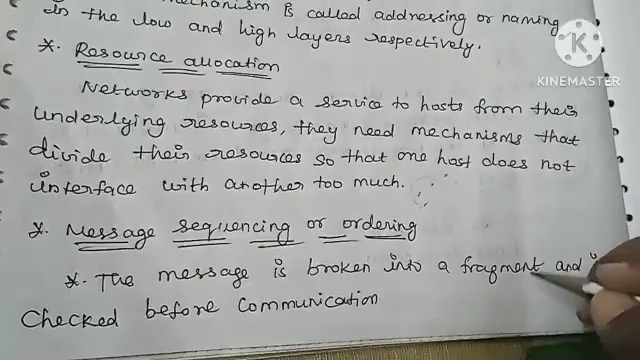 mechanism is called addressing or naming
In the low and high layers respectively.
*. Resource allocation
Networks provide a service to hosts from their
underlying resources, they need mechanisms that
divide their resources so that one host does not
interface with another too much.
*. Message sequencing or ordering
*. The message is broken into a fragment and
Checked before communication
K
KINEMASTER